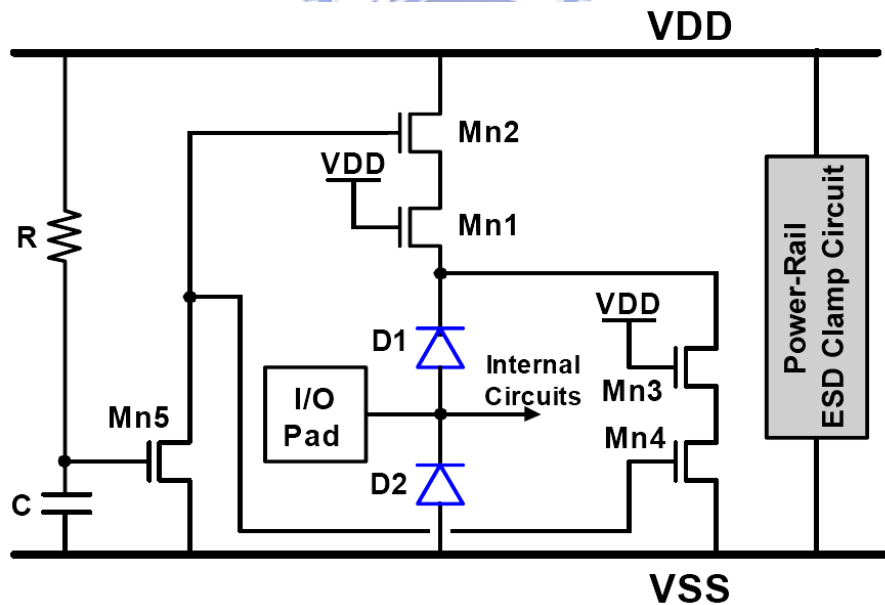 VDD
Mn2
VDD
Mn1
R
VDD
D1
Internal
Circuits
Mn3
I/O
Pad
Mn5
Mn4
D2
C
Power-Rail
ESD Clamp Circuit
VSS